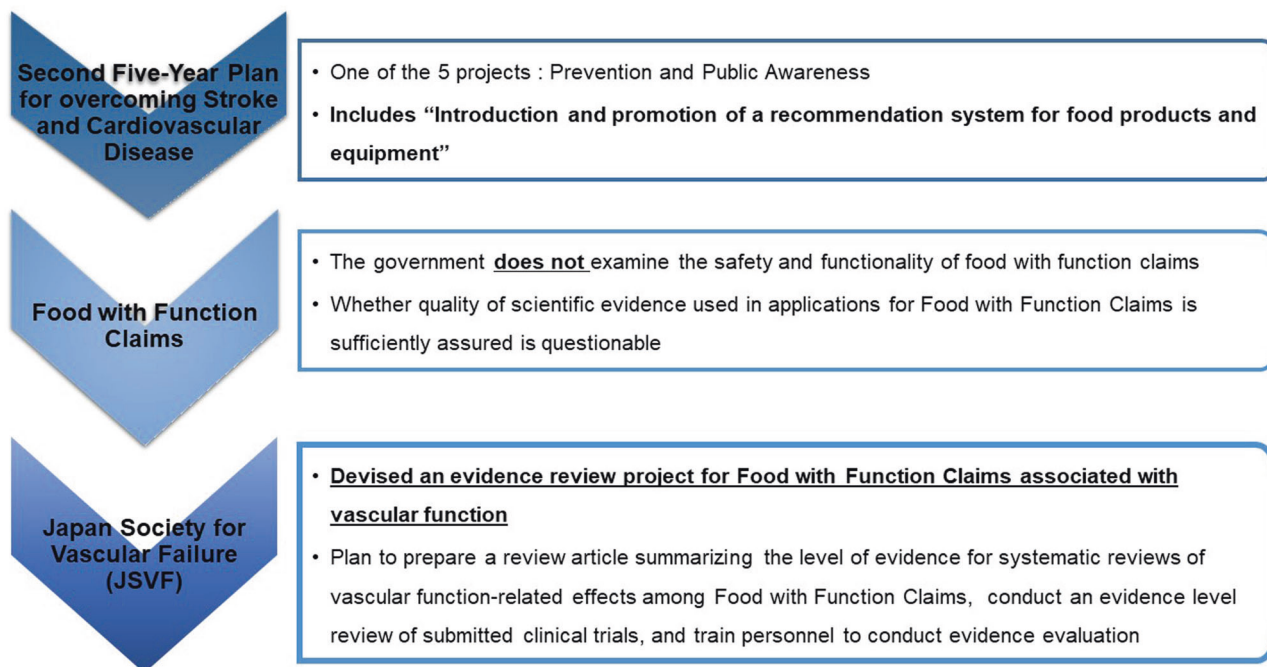 Second Five-Year Plan
for overcoming Stroke
and Cardiovascular
Disease
• One of the 5 projects : Prevention and Public Awareness
• Includes “Introduction and promotion of a recommendation system for food products and
equipment”
Food with Function
Claims
• The government does not examine the safety and functionality of food with function claims
• Whether quality of scientific evidence used in applications for Food with Function Claims is
sufficiently assured is questionable
Japan Society for
Vascular Failure
(JSVF)
• Devised an evidence review project for Food with Function Claims associated with
vascular function
• Plan to prepare a review article summarizing the level of evidence for systematic reviews of
vascular function-related effects among Food with Function Claims, conduct an evidence level
review of submitted clinical trials, and train personnel to conduct evidence evaluation